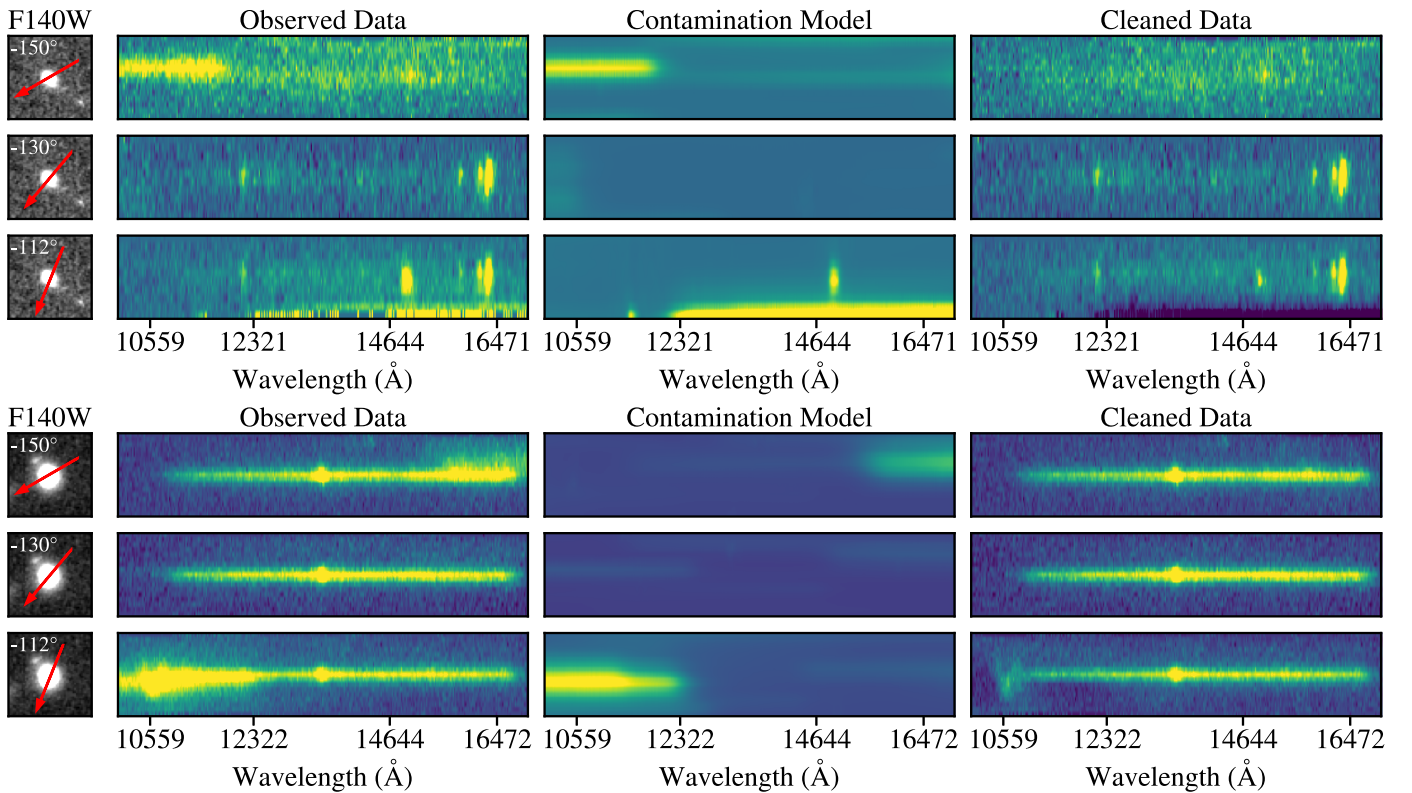 F140W Observed Data Contamination Model Cleaned Data
-150°
-130°
-112°
10559 12321 14644 16471 10559 12321 14644 16471 10559 12321 14644 16471
Wavelength (Å) Wavelength (Å) Wavelength (Å)
F140W Observed Data Contamination Model Cleaned Data
-150°
-130°
-112°
10559 12322 14644 16472 10559 12322 14644 16472 10559 12322 14644 16472
Wavelength (Å) Wavelength (Å) Wavelength (Å)